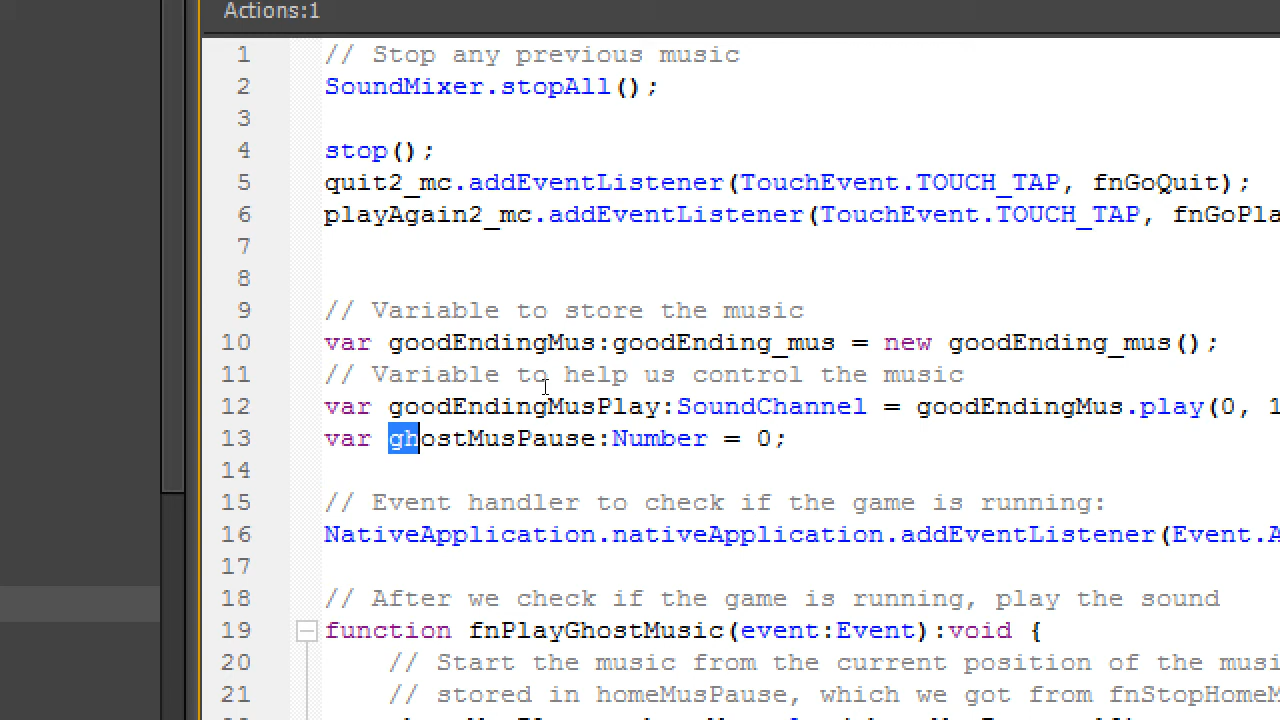 Actions:1
1 // Stop any previous music
2 SoundMixer.stopAll();
3
4 stop();
5 quit2_mc.addEventListener(TouchEvent.TOUCH_TAP, fnGoQuit);
6 playAgain2_mc.addEventListener(TouchEvent.TOUCH_TAP, fnGoPla
7
8
9 // Variable to store the music
10 var goodEndingMus:goodEnding_mus = new goodEnding_mus();
11 // Variable to help us control the music
12 var goodEndingMusPlay:SoundChannel = goodEndingMus.play(0, 1
13 var ghostMusPause:Number = 0;
14
15 // Event handler to check if the game is running:
16 NativeApplication.nativeApplication.addEventListener(Event.A
17
18 // After we check if the game is running, play the sound
19 function fnPlayGhostMusic(event:Event):void {
20 // Start the music from the current position of the musi
21 // stored in homeMusPause, which we got from fnStopHomeM